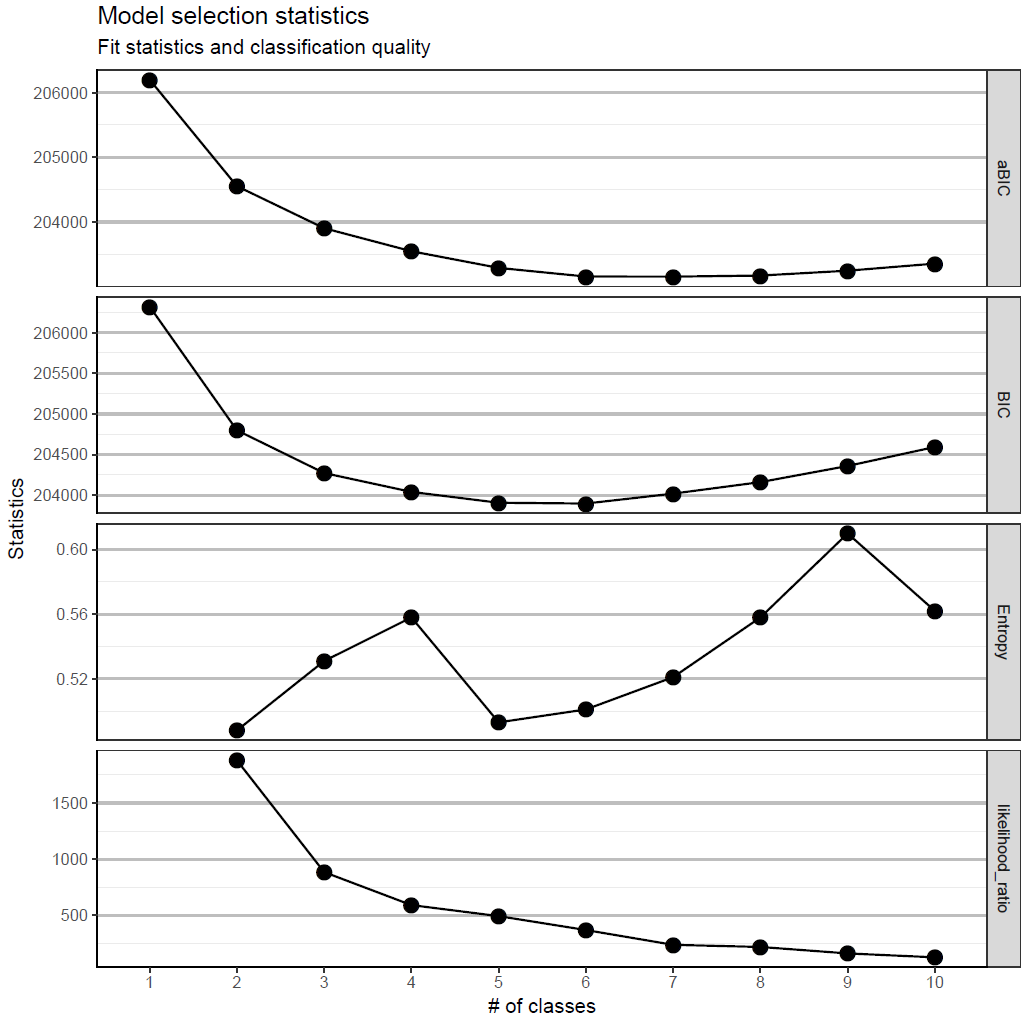 Model selection statistics
Fit statistics and classification quality
206000
205000
204000
aBIC
206000
205500
205000
204500
204000
BIC
0.60
0.56
0.52
Entropy
1500
1000
500
likelihood_ratio
1 2 3 4 5 6 7 8 9 10
# of classes
Statistics